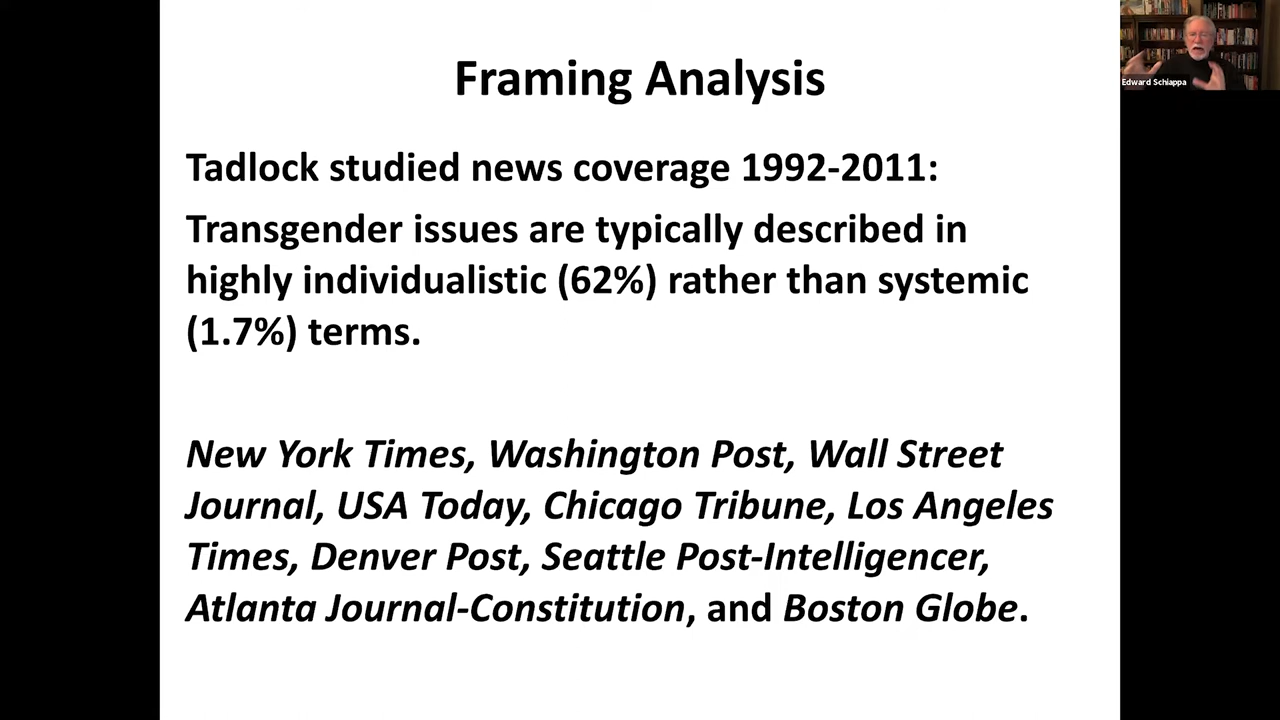 Framing Analysis
Edward Schiappa
Tadlock studied news coverage 1992-2011:
Transgender issues are typically described in
highly individualistic (62%) rather than systemic
(1.7%) terms.
New York Times, Washington Post, Wall Street
Journal, USA Today, Chicago Tribune, Los Angeles
Times, Denver Post, Seattle Post-Intelligencer,
Atlanta Journal-Constitution, and Boston Globe.